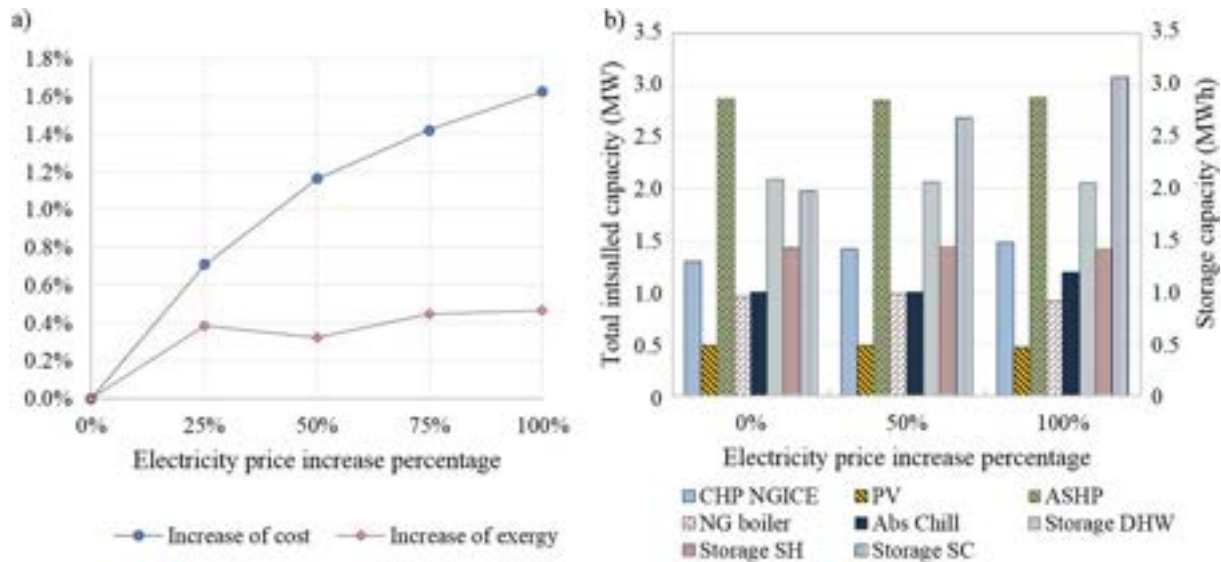 a)
1.8%
1.6%
1.4%
1.2%
1.0%
0.8%
0.6%
0.4%
0.2%
0.0%
0% 25% 50% 75% 100%
Electricity price increase percentage
Increase of cost Increase of exergy
b)
Total intsalled capacity (MW)
3.5
3.0
2.5
2.0
1.5
1.0
0.5
0
3.5
3.0
2.5
2.0
1.5
1.0
0.5
0
Storage capacity (MWh)
0% 50% 100%
Electricity price increase percentage
CHP NGICE PV ASHP
NG boiler Abs Chill Storage DHW
Storage SH Storage SC